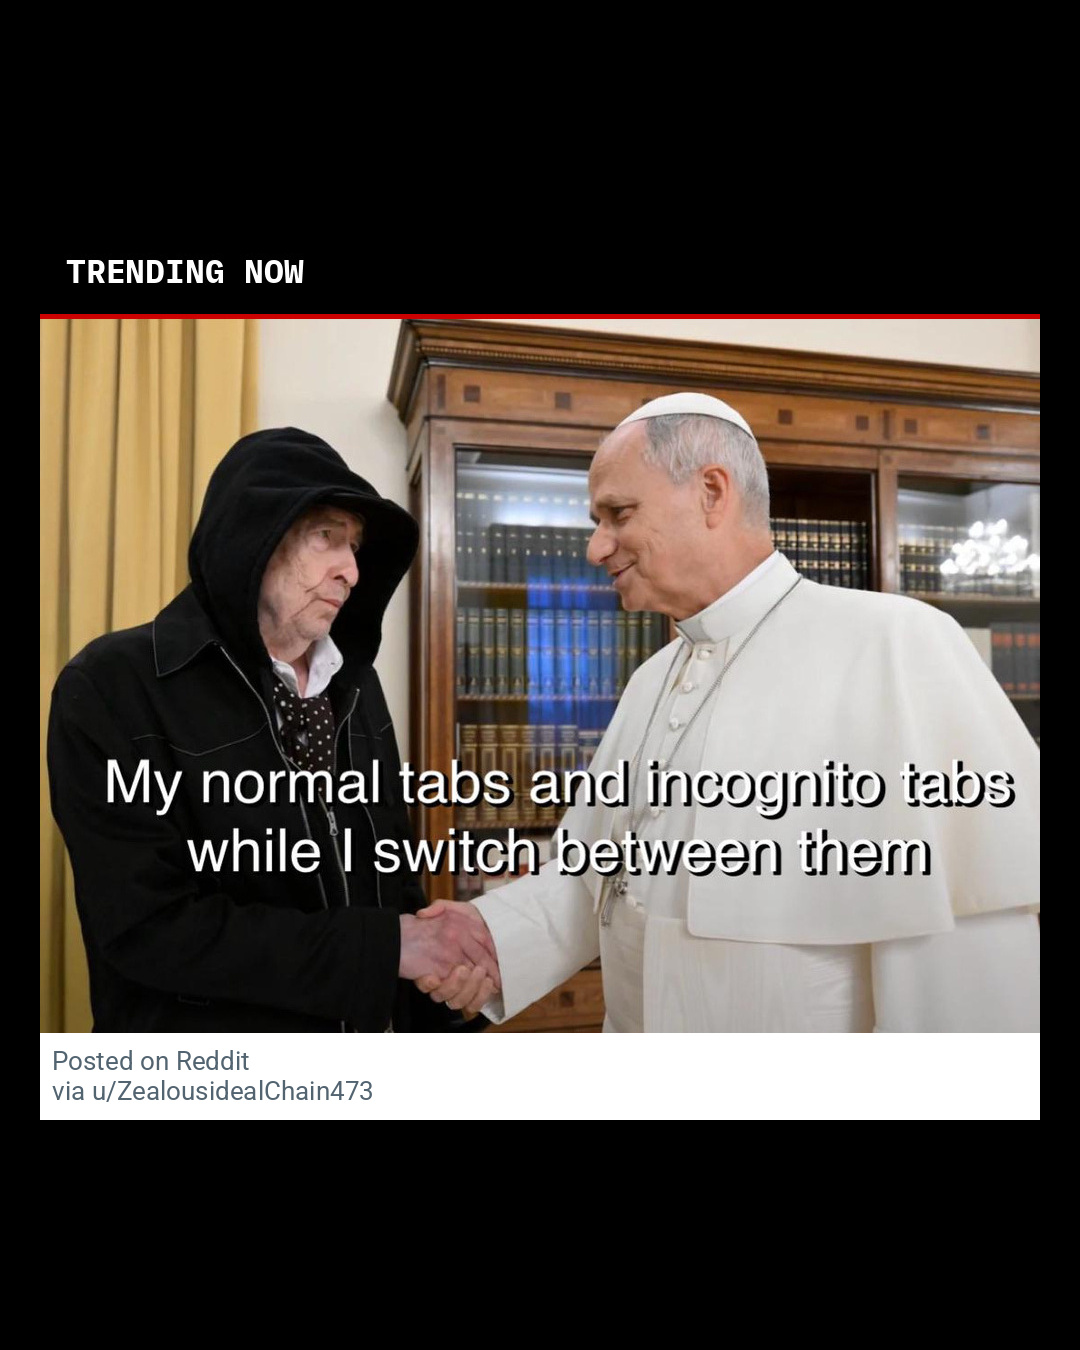 TRENDING NOW
My normal tabs and incognito tabs
while I switch between them
Posted on Reddit
via u/ZealousidealChain473